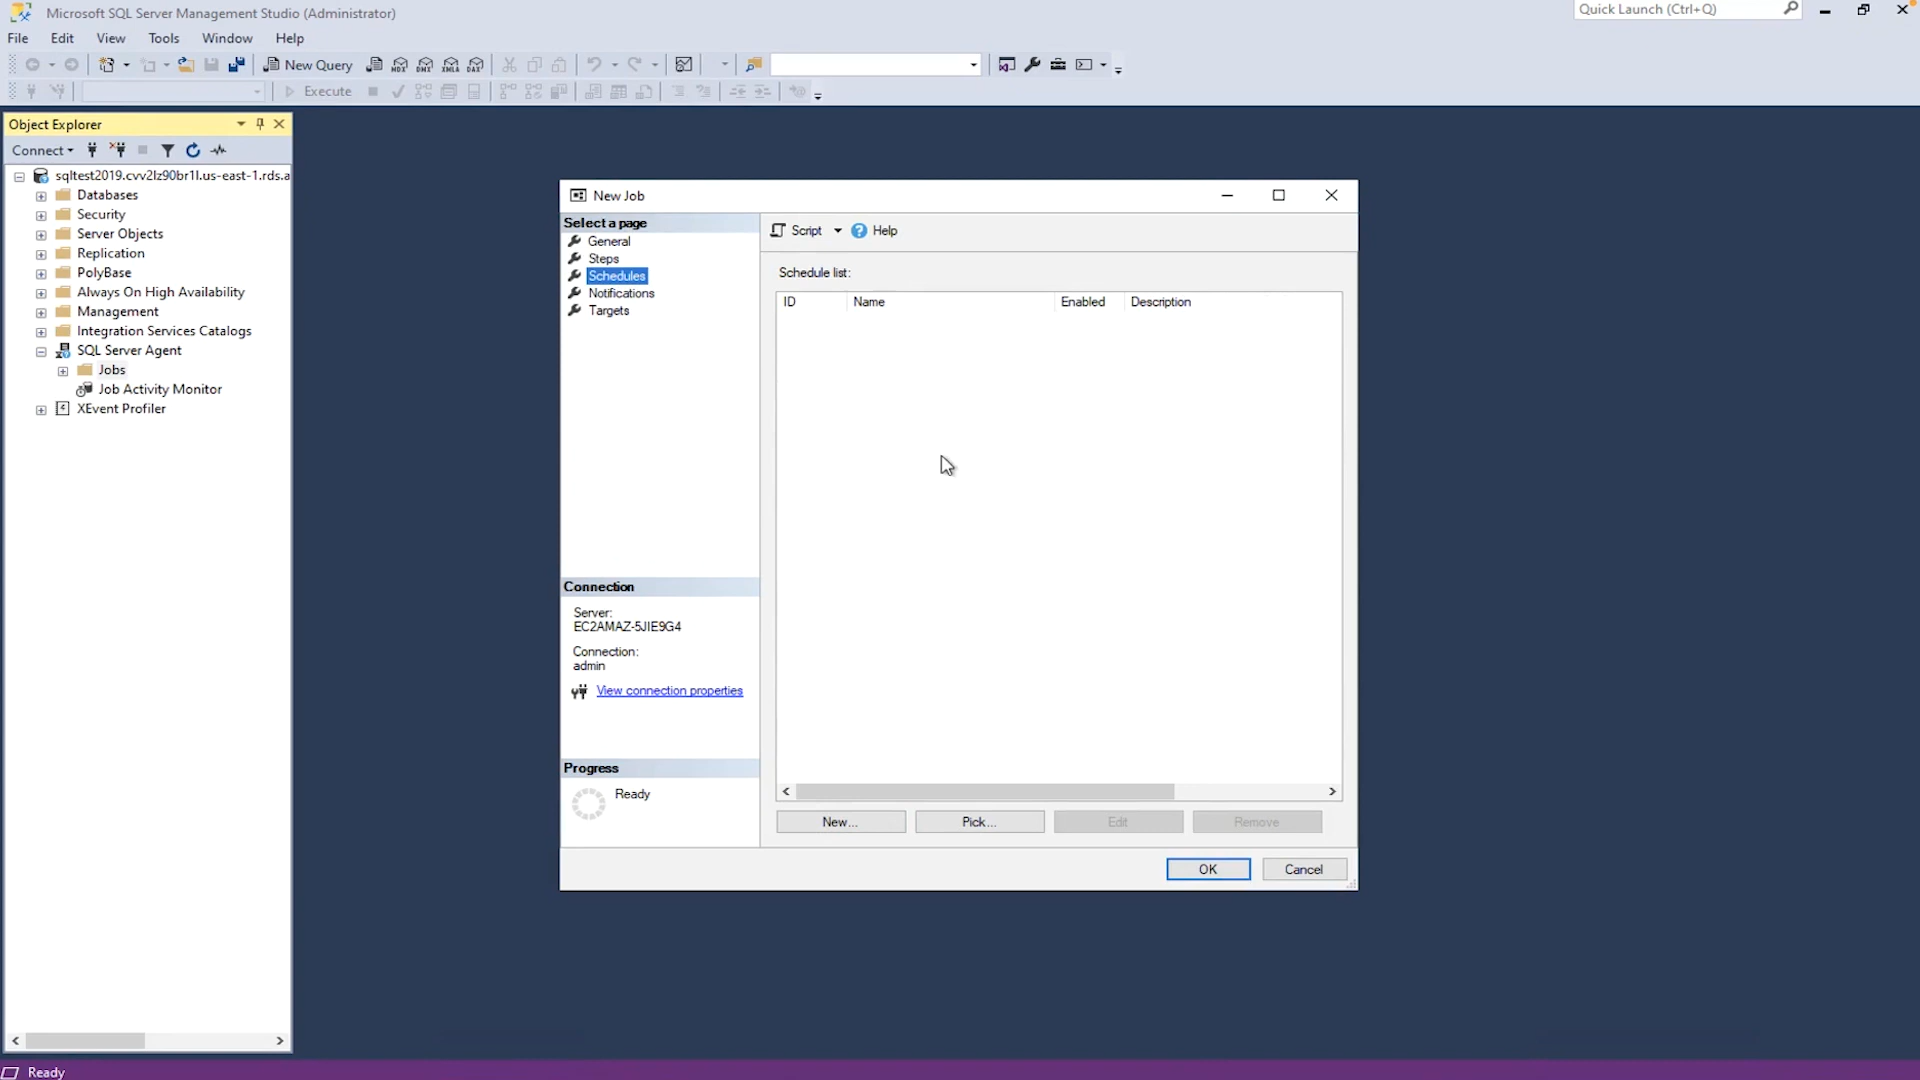 Microsoft SQL Server Management Studio (Administrator)
Quick Launch (Ctrl+Q)
File Edit View Tools Window Help
New Query
MDX DMX XMLA DAX
Execute
Object Explorer
Connect
sqltest2019.cvv2lz90br1l.us-east-1.rds.a
Databases
Security
Server Objects
Replication
PolyBase
Always On High Availability
Management
Integration Services Catalogs
SQL Server Agent
Jobs
Job Activity Monitor
XEvent Profiler
New Job
Select a page
General
Steps
Schedules
Notifications
Targets
Script Help
Schedule list:
ID Name Enabled Description
Connection
Server:
EC2AMAZ-5JIE9G4
Connection:
admin
View connection properties
Progress
Ready
New... Pick... Edit Remove
OK Cancel
Ready